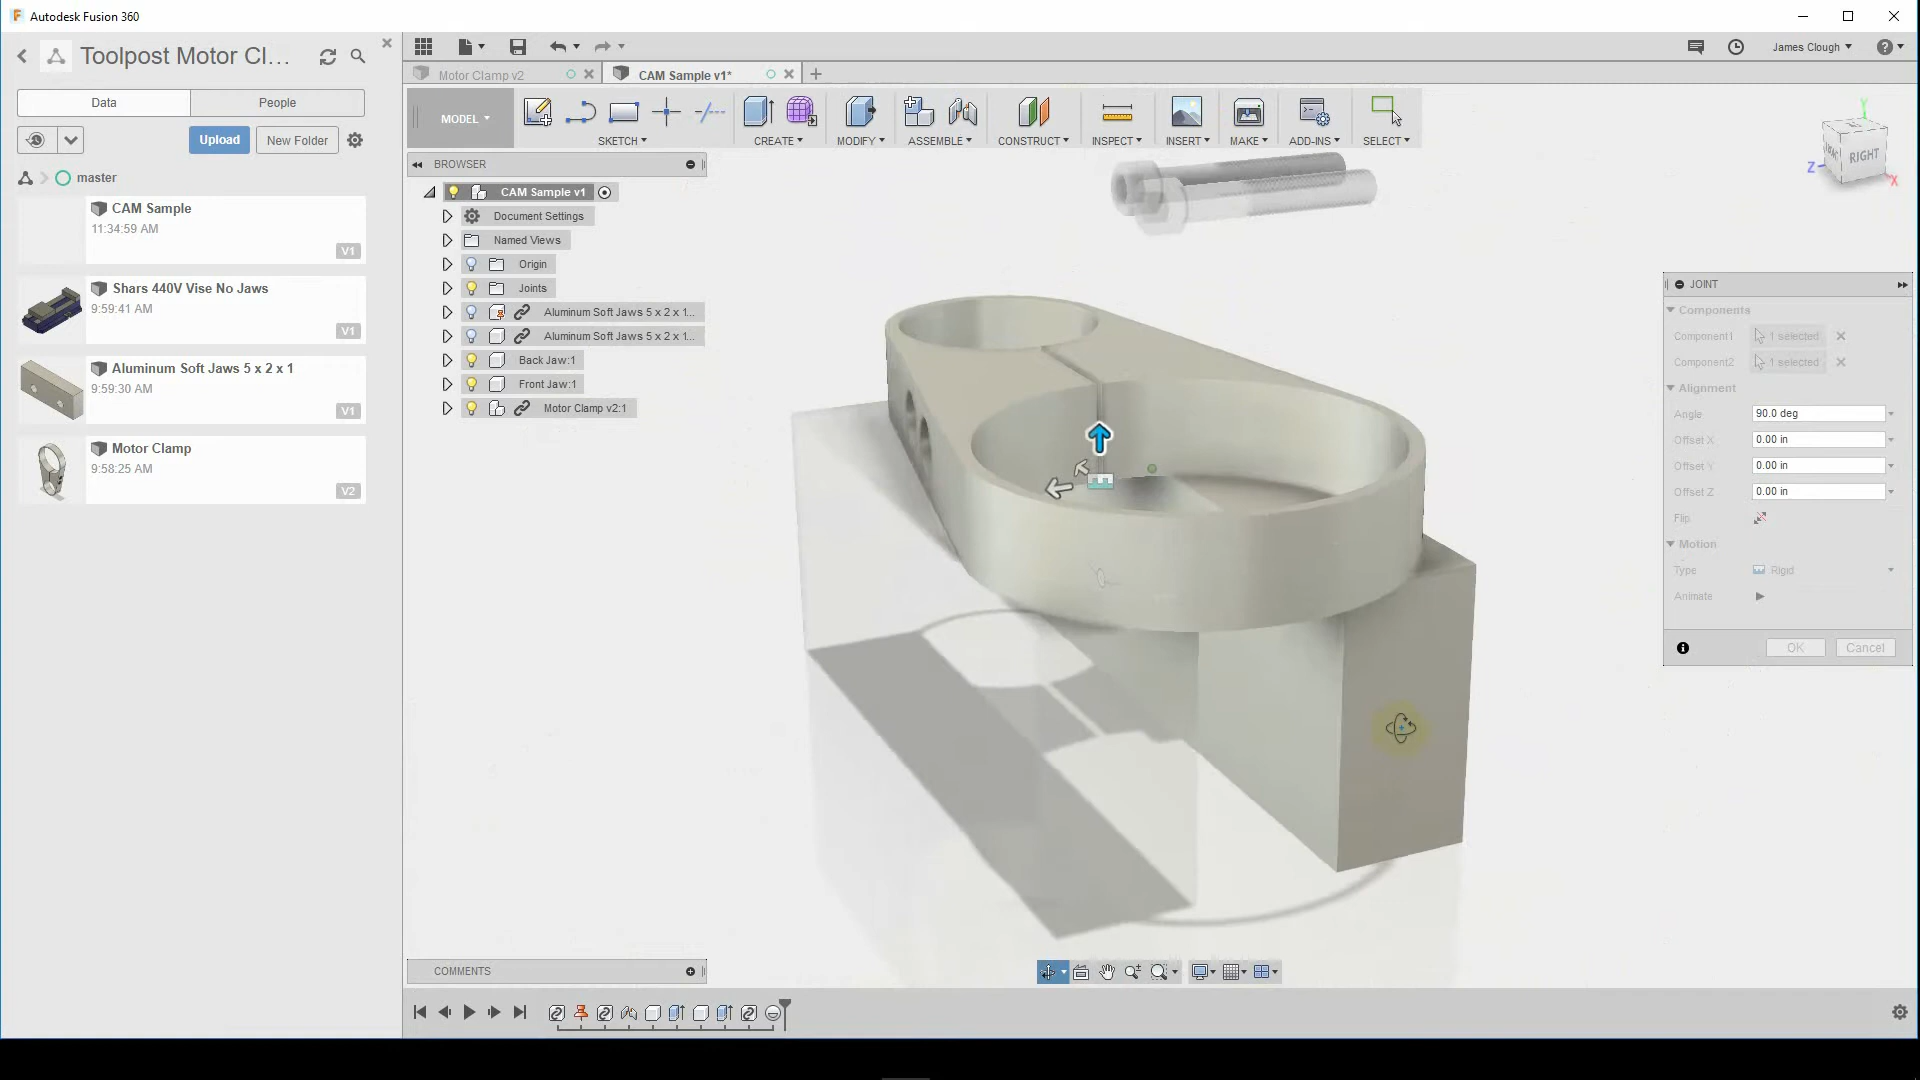 Autodesk Fusion 360
Toolpost Motor Cl...
Data
People
Upload
New Folder
master
CAM Sample
11:34:59 AM
V1
Shars 440V Vise No Jaws
9:59:41 AM
V1
Aluminum Soft Jaws 5 x 2 x 1
9:59:30 AM
V1
Motor Clamp
9:58:25 AM
V2
James Clough
Motor Clamp v2
CAM Sample v1*
MODEL
SKETCH
CREATE
MODIFY
ASSEMBLE
CONSTRUCT
INSPECT
INSERT
MAKE
ADD-INS
SELECT
BROWSER
CAM Sample v1
Document Settings
Named Views
Origin
Joints
Aluminum Soft Jaws 5 x 2 x 1...
Aluminum Soft Jaws 5 x 2 x 1...
Back Jaw:1
Front Jaw:1
Motor Clamp v2:1
Y
RIGHT
Z
X
JOINT
Components
Component1 1 selected
Component2 1 selected
Alignment
Angle 90.0 deg
Offset X 0.00 in
Offset Y 0.00 in
Offset Z 0.00 in
Flip
Motion
Type Rigid
Animate
OK Cancel
COMMENTS